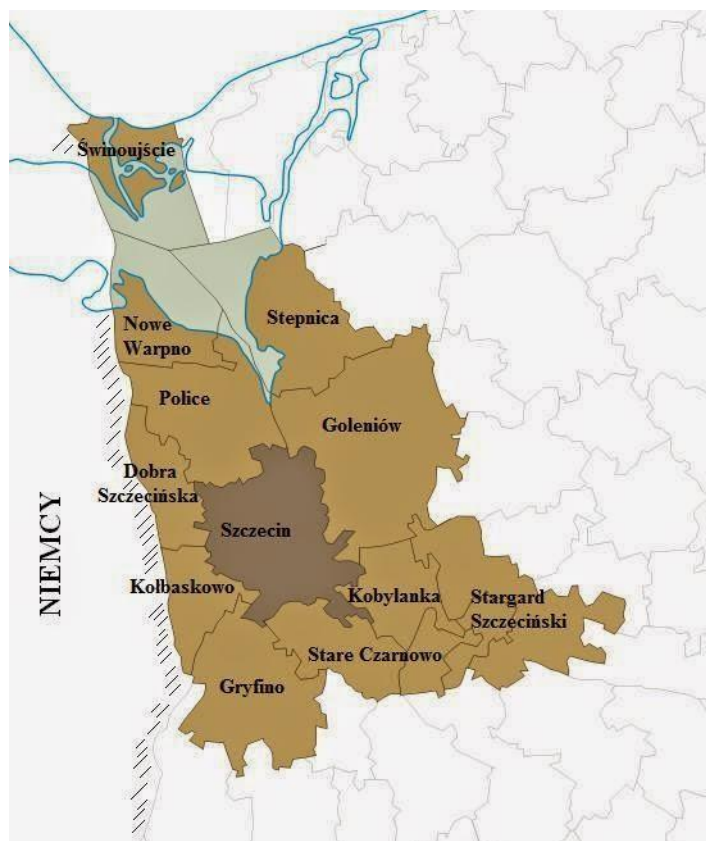 Świnoujście
Stepnica
Nowe
Warpno
Police
Goleniów
Dobra
Szczecińska
NIEMCY
Szczecin
Kołbaskowo
Kobylanka
Stargard
Szczeciński
Stare Czarnowo
Gryfino